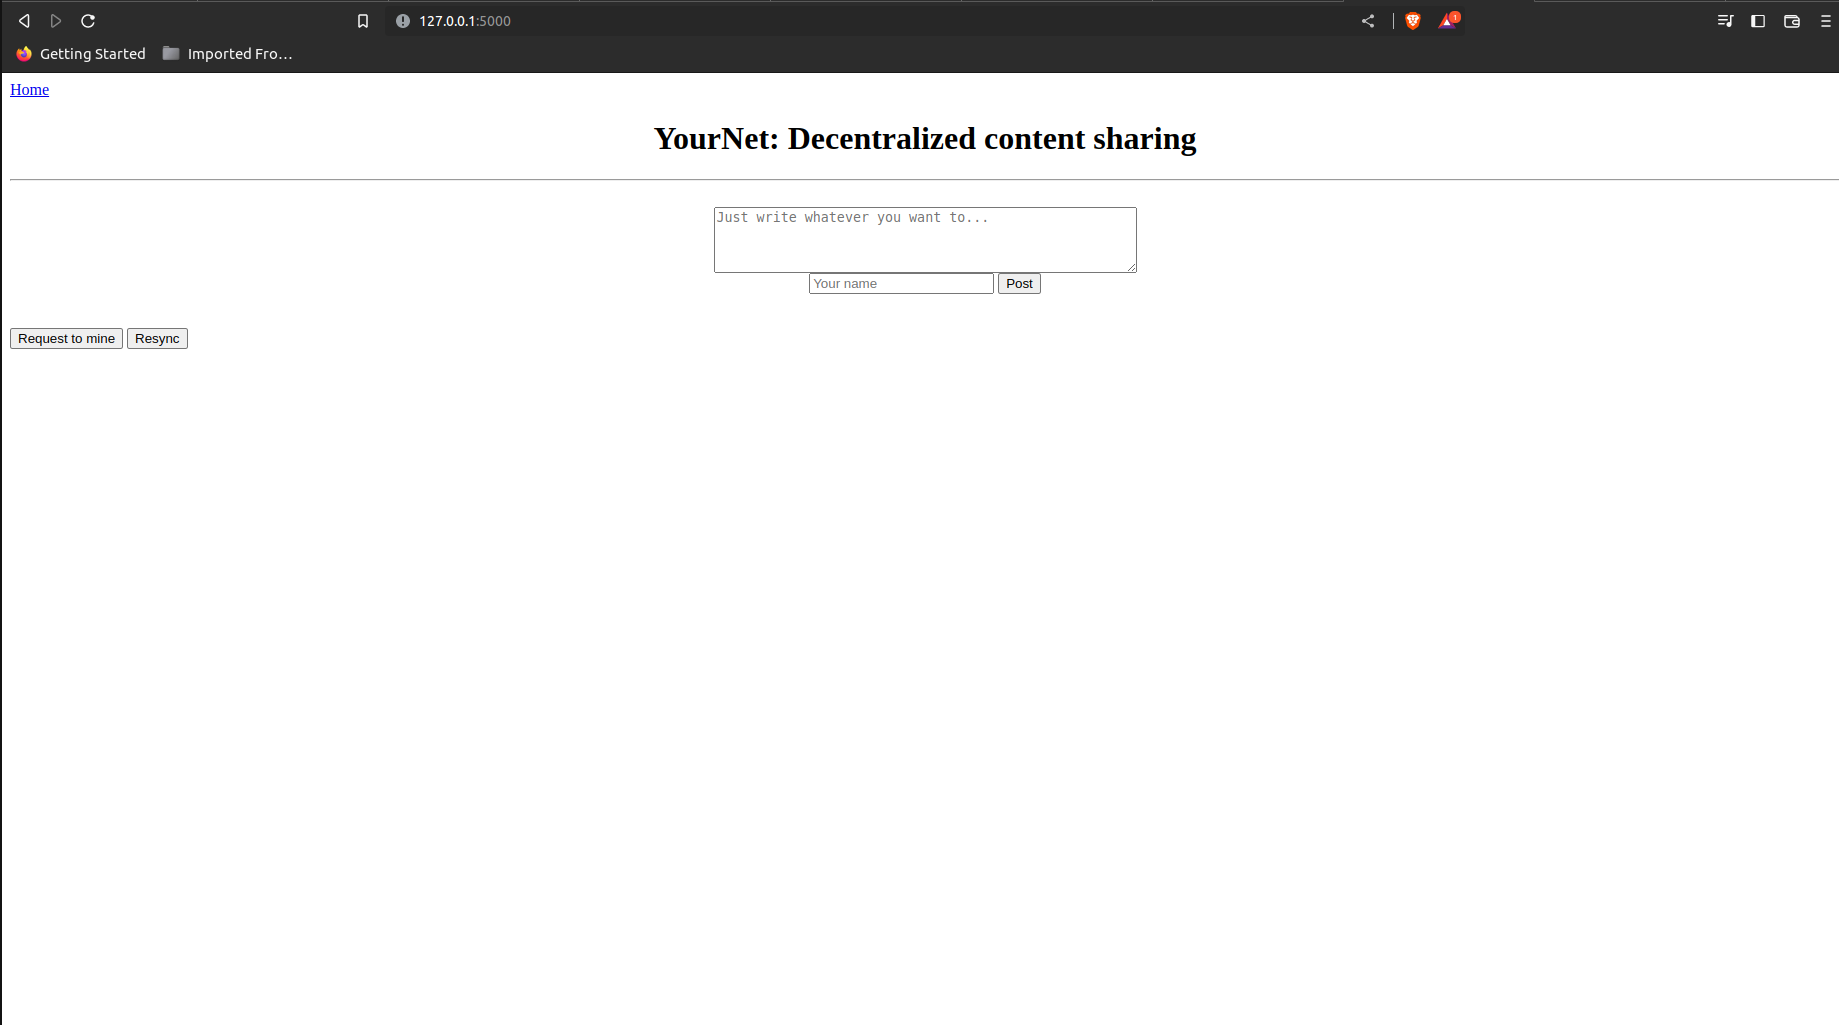 127.0.0.1:5000
1
Getting Started Imported Fro...
Home
YourNet: Decentralized content sharing
Just write whatever you want to...
Your name Post
Request to mine Resync